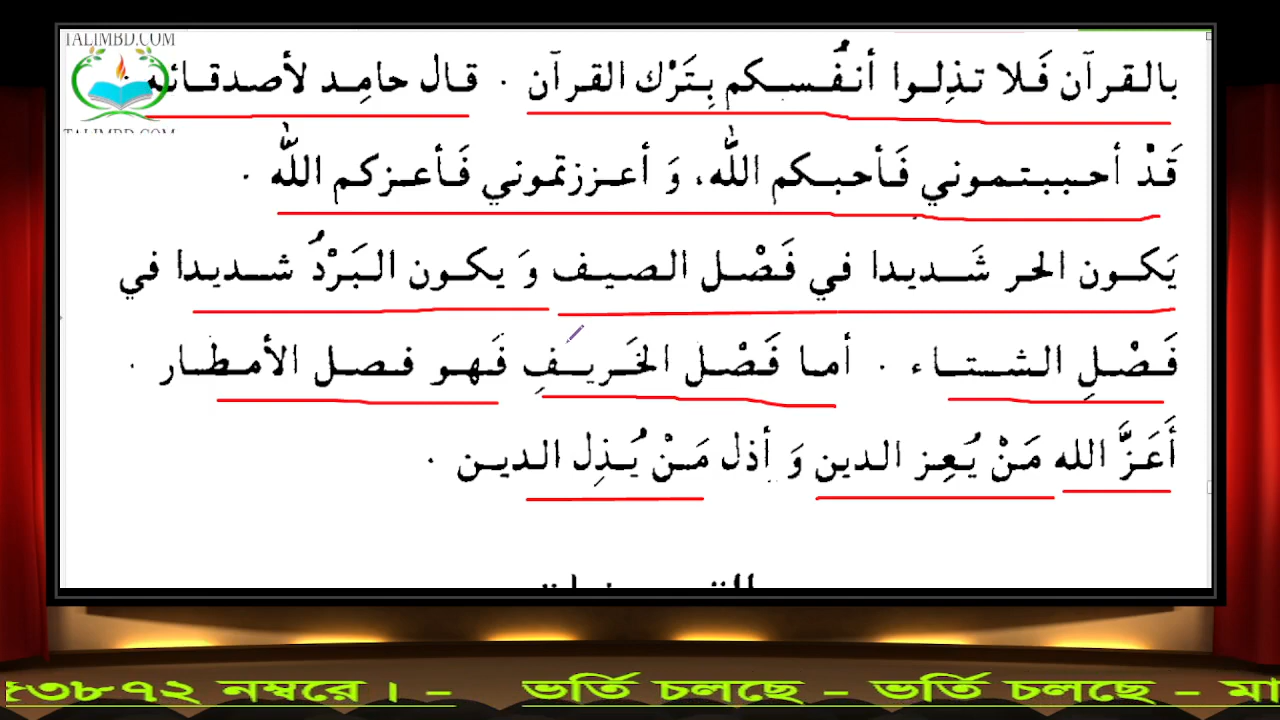 TALIMBD.COM
بالقرآن فَلا تذِلوا أنفُسكم بِتَرْك القرآن . قال حامِد لأصدقائه
قَدْ أحببتموني فَأحبكم اللّٰه، وَ أعززتموني فَأعزكم اللّٰه .
يَكون الحر شَديدا في فَصْل الصيف وَ يكون البَرْدُ شديدا في
فَصْلِ الشتاء . أما فَصْل الخَريفِ فَهو فصل الأمطار .
أَعَزَّ الله مَنْ يُعِز الدين وَ أذل مَنْ يُذِل الدين .
৫৩৮৭২ নম্বরে। – ভর্তি চলছে – ভর্তি চলছে –